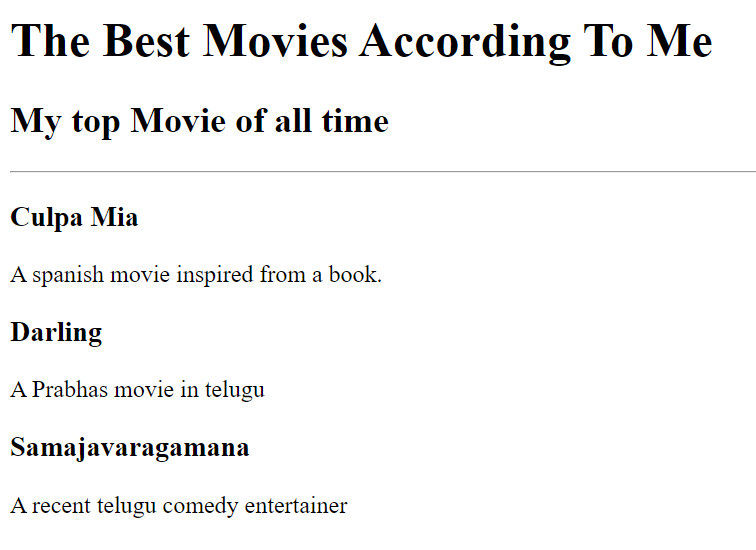 The Best Movies According To Me
My top Movie of all time
Culpa Mia
A spanish movie inspired from a book.
Darling
A Prabhas movie in telugu
Samajavaragamana
A recent telugu comedy entertainer